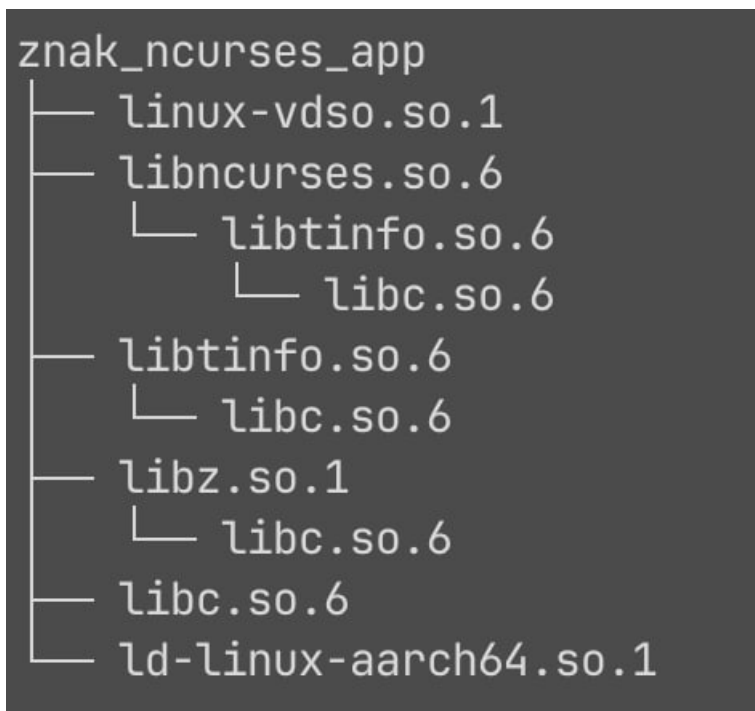 znak_ncurses_app
├── linux-vdso.so.1
├── libncurses.so.6
│   └── libtinfo.so.6
│       └── libc.so.6
├── libtinfo.so.6
│   └── libc.so.6
├── libz.so.1
│   └── libc.so.6
├── libc.so.6
└── ld-linux-aarch64.so.1